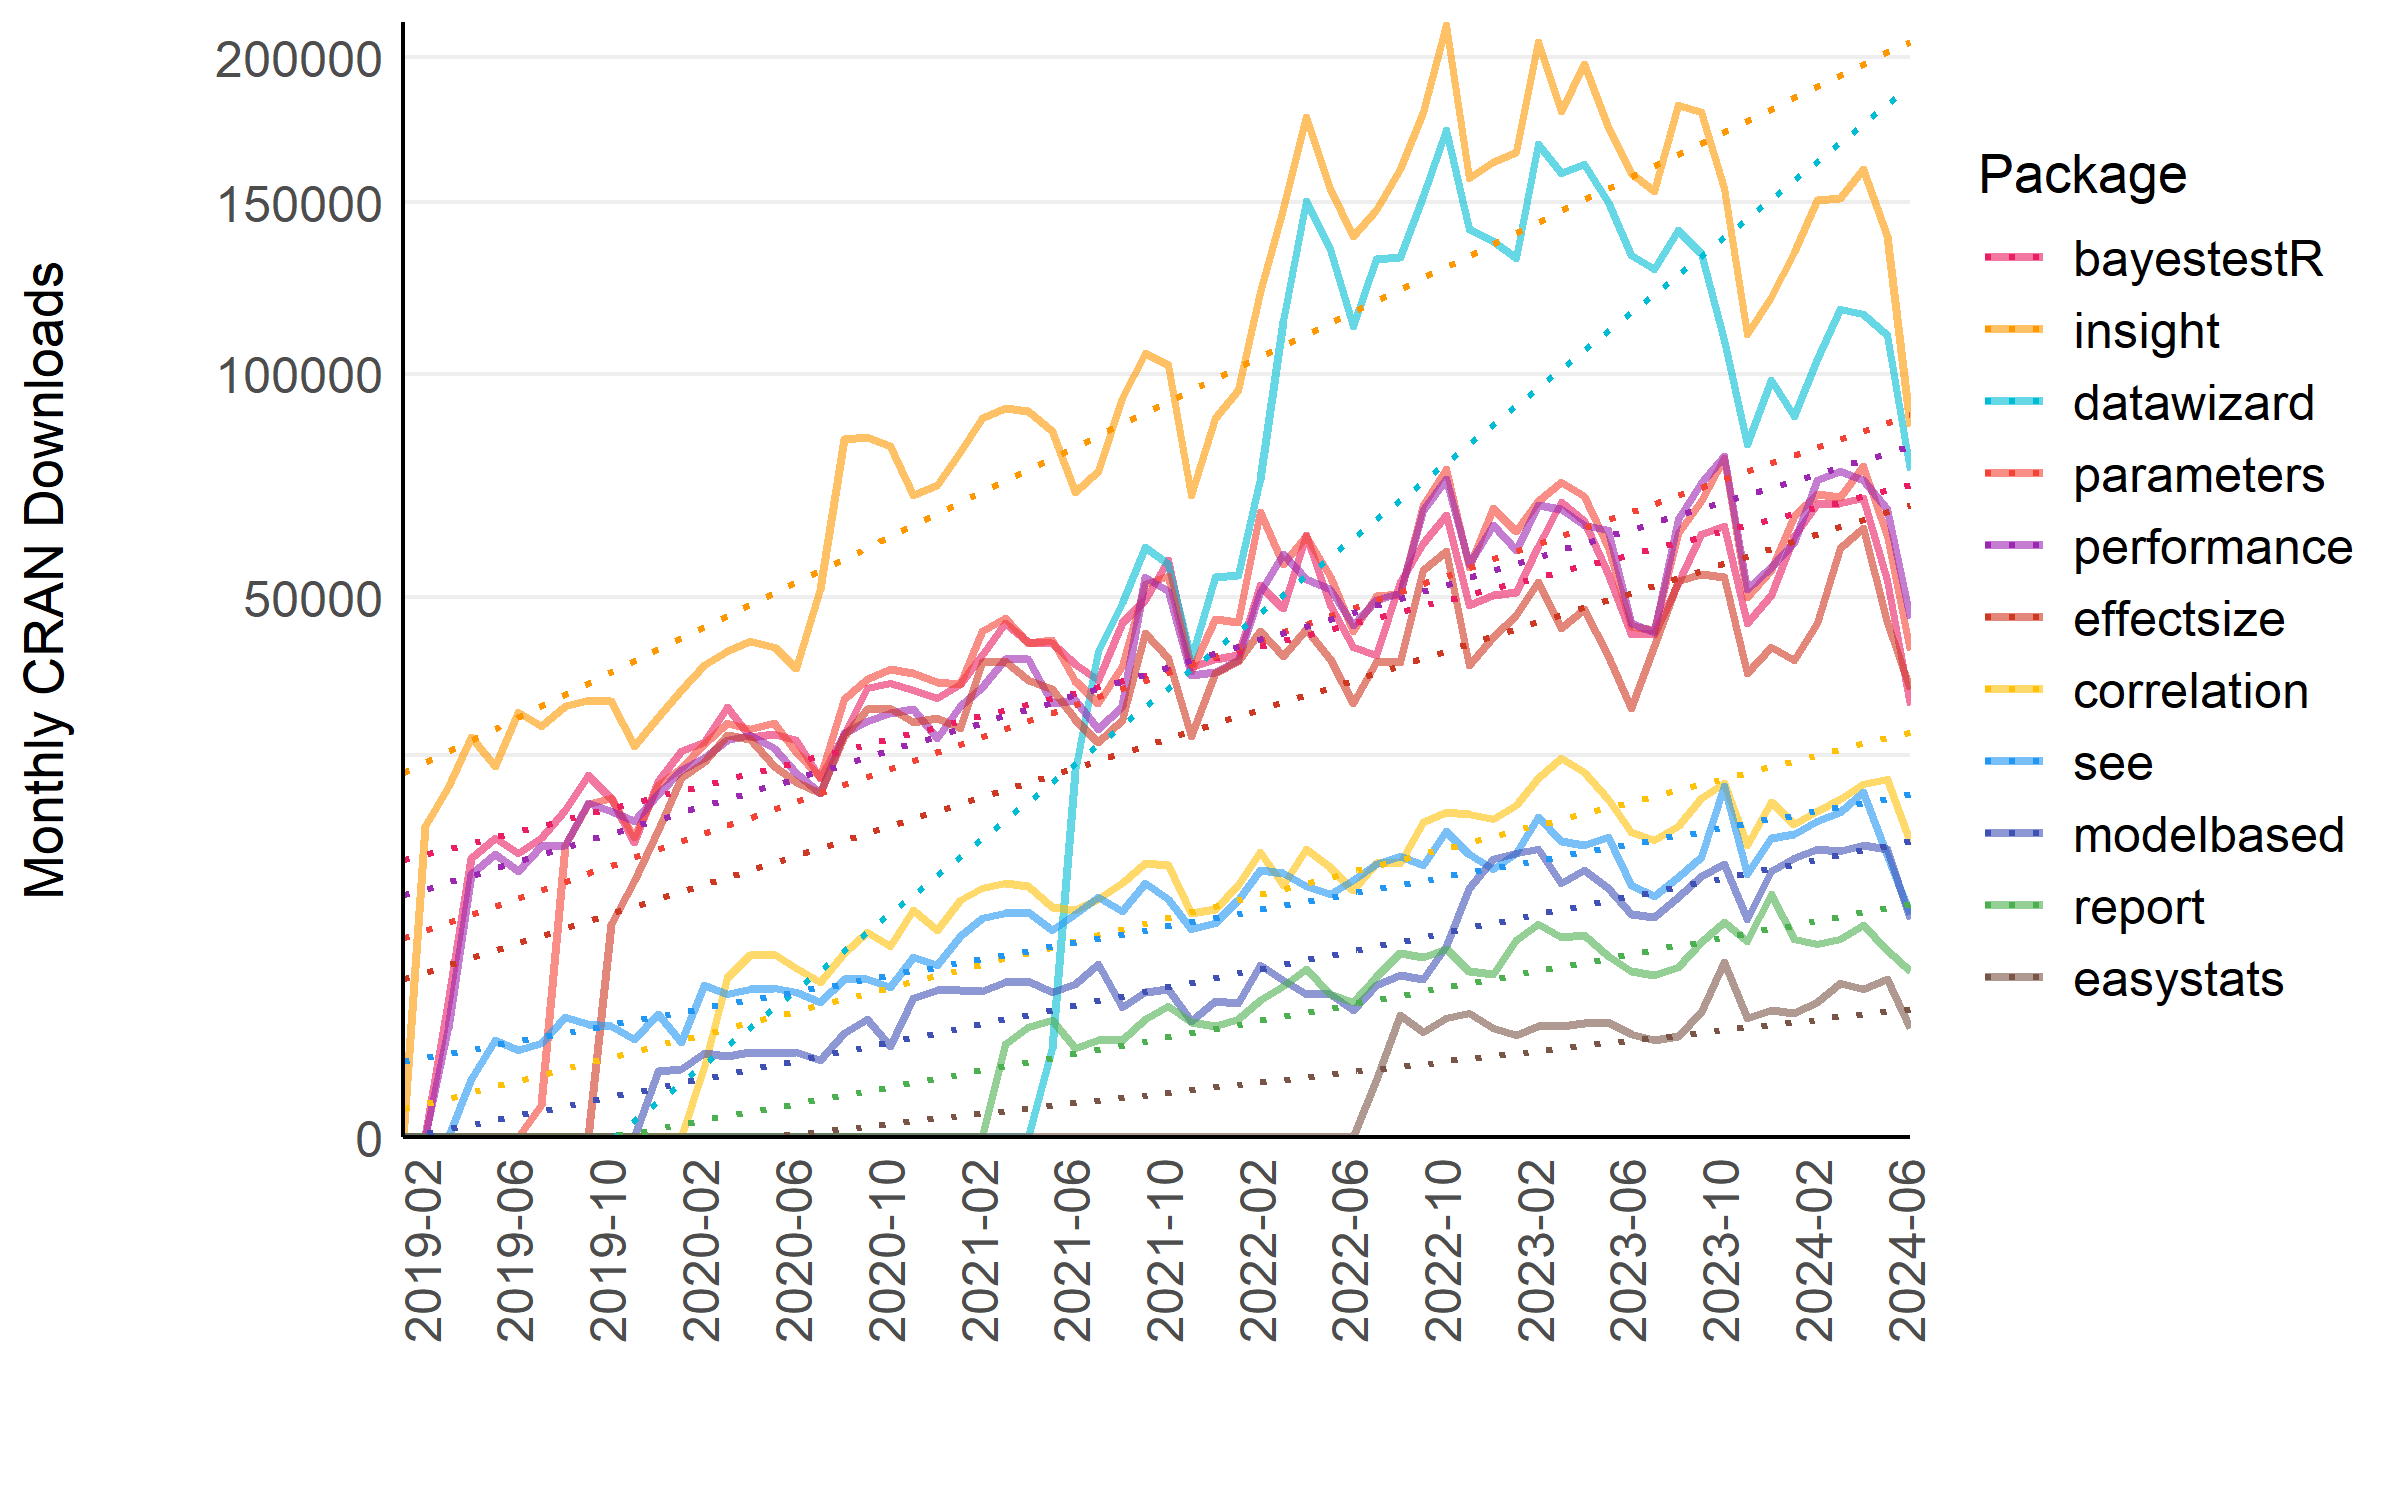 Monthly CRAN Downloads
200000
150000
100000
50000
0
2019-02
2019-06
2019-10
2020-02
2020-06
2020-10
2021-02
2021-06
2021-10
2022-02
2022-06
2022-10
2023-02
2023-06
2023-10
2024-02
2024-06
Package
bayestestR
insight
datawizard
parameters
performance
effectsize
correlation
see
modelbased
report
easystats